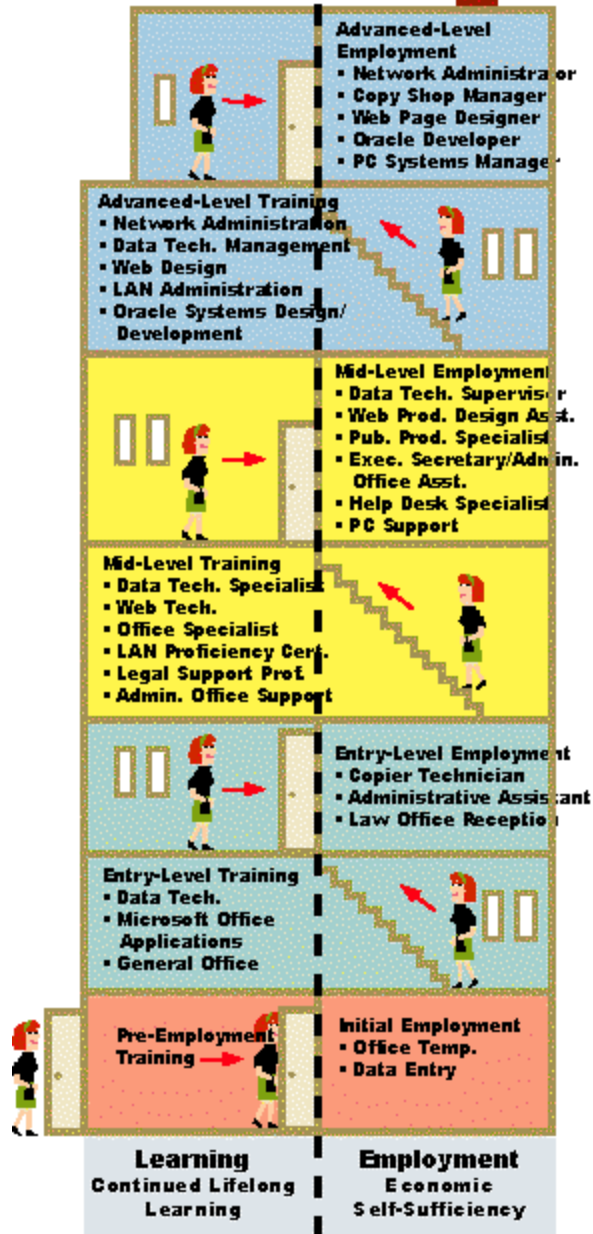 Advanced-Level
Employment
▪ Network Administrator
▪ Copy Shop Manager
▪ Web Page Designer
▪ Oracle Developer
▪ PC Systems Manager
Advanced-Level Training
▪ Network Administration
▪ Data Tech. Management
▪ Web Design
▪ LAN Administration
▪ Oracle Systems Design/
Development
Mid-Level Employment
▪ Data Tech. Supervisor
▪ Web Prod. Design Asst.
▪ Pub. Prod. Specialist
▪ Exec. Secretary/Admin.
Office Asst.
▪ Help Desk Specialist
▪ PC Support
Mid-Level Training
▪ Data Tech. Specialist
▪ Web Tech.
▪ Office Specialist
▪ LAN Proficiency Cert.
▪ Legal Support Prof.
▪ Admin. Office Support
Entry-Level Employment
▪ Copier Technician
▪ Administrative Assistant
▪ Law Office Reception
Entry-Level Training
▪ Data Tech.
▪ Microsoft Office
Applications
▪ General Office
Pre-Employment
Training
Initial Employment
▪ Office Temp.
▪ Data Entry
Learning
Continued Lifelong
Learning
Employment
Economic
Self-Sufficiency